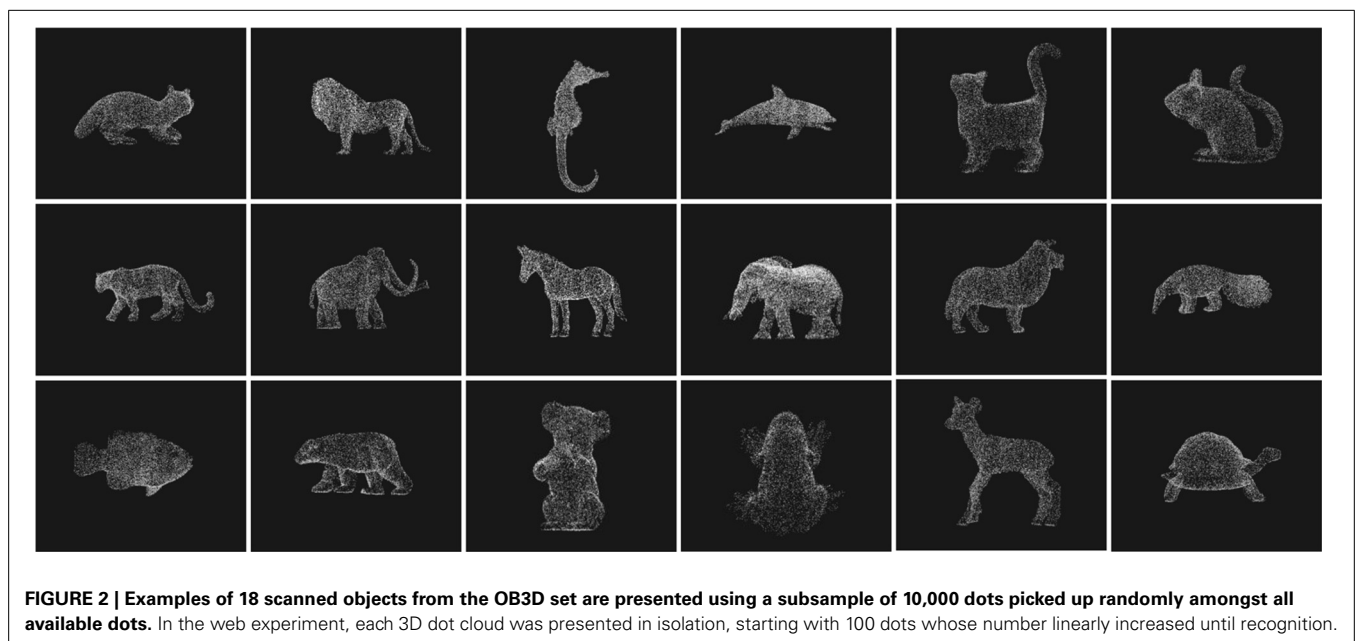 FIGURE 2 | Examples of 18 scanned objects from the OB3D set are presented using a subsample of 10,000 dots picked up randomly amongst all
available dots. In the web experiment, each 3D dot cloud was presented in isolation, starting with 100 dots whose number linearly increased until recognition.